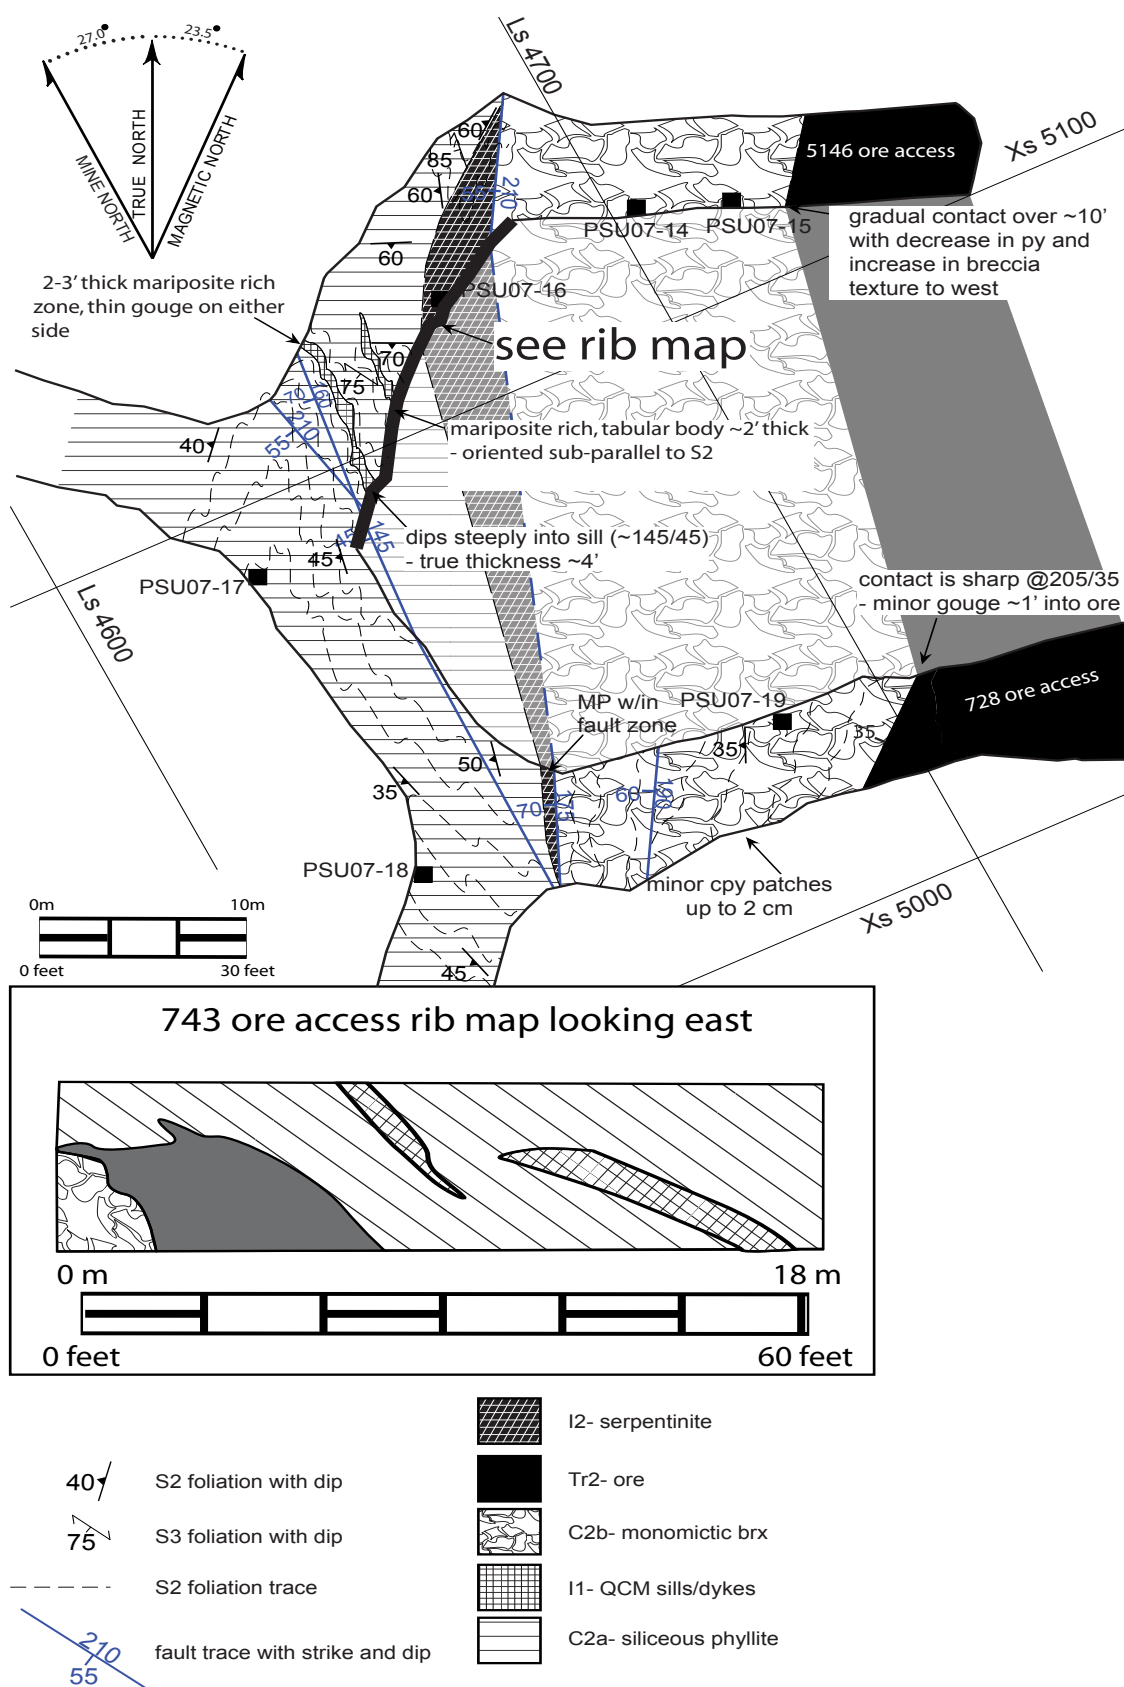 27.0°
23.5°
MINE NORTH
TRUE NORTH
MAGNETIC NORTH
Ls 4700
Xs 5100
5146 ore access
60
85
60
210
60
PSU07-14
PSU07-15
gradual contact over ~10'
with decrease in py and
increase in breccia
texture to west
2-3' thick mariposite rich
zone, thin gouge on either
side
PSU07-16
see rib map
70
75
70
160
210
55
40
mariposite rich, tabular body ~2' thick
- oriented sub-parallel to S2
45
145
45
dips steeply into sill (~145/45)
- true thickness ~4'
PSU07-17
Ls 4600
contact is sharp @205/35
- minor gouge ~1' into ore
728 ore access
MP w/in
fault zone
PSU07-19
35
35
50
35
70
175
60
190
PSU07-18
minor cpy patches
up to 2 cm
Xs 5000
45
0m
10m
0 feet
30 feet
743 ore access rib map looking east
0 m
18 m
0 feet
60 feet
40
S2 foliation with dip
75
S3 foliation with dip
S2 foliation trace
210
55
fault trace with strike and dip
I2- serpentinite
Tr2- ore
C2b- monomictic brx
I1- QCM sills/dykes
C2a- siliceous phyllite